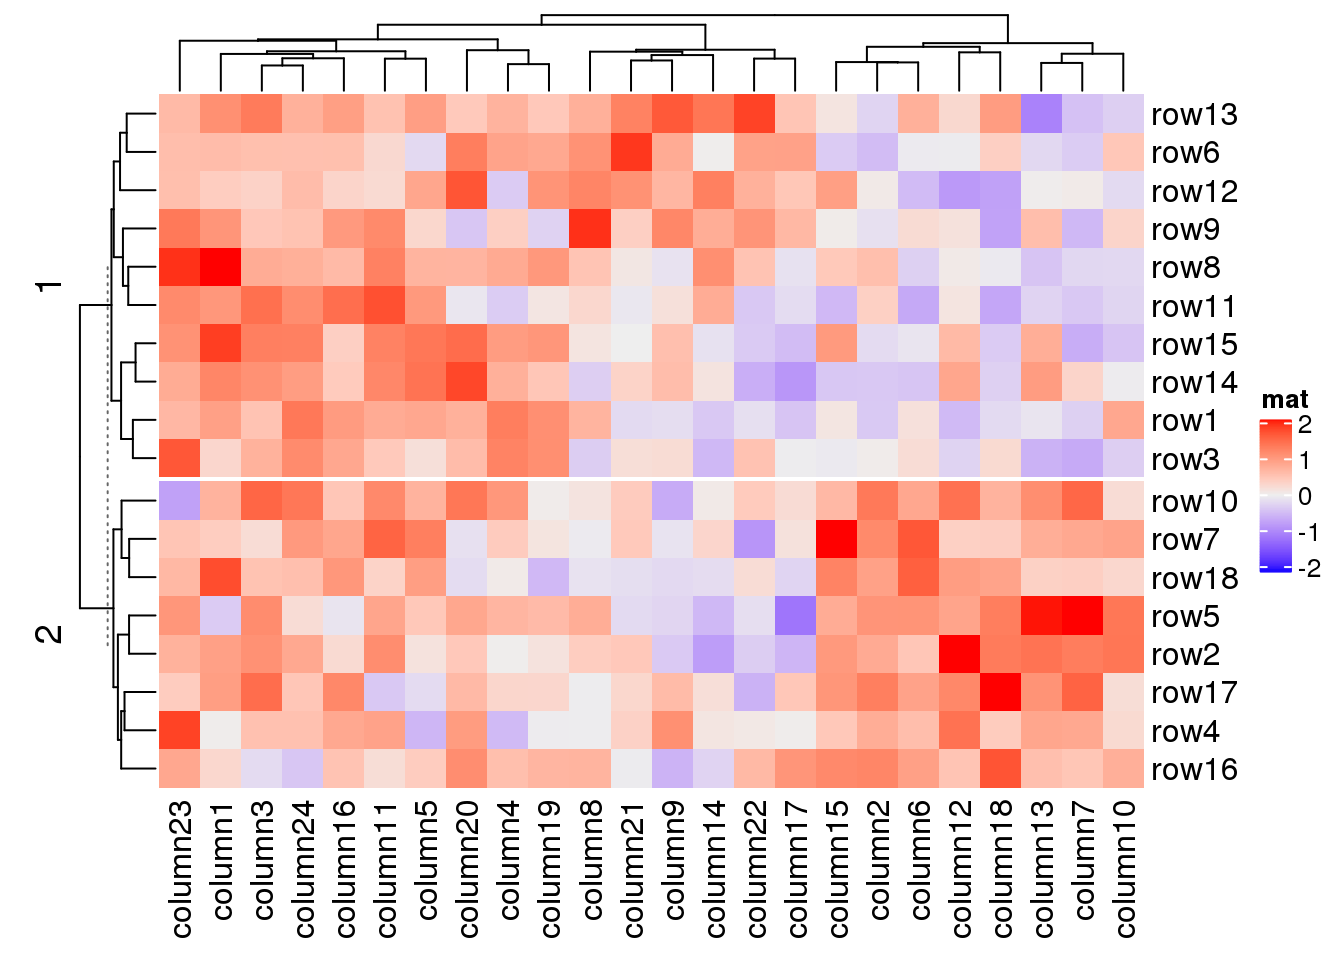 1
2
row13
row6
row12
row9
row8
row11
row15
row14
row1
row3
row10
row7
row18
row5
row2
row17
row4
row16
column23
column1
column3
column24
column16
column11
column5
column20
column4
column19
column8
column21
column9
column14
column22
column17
column15
column2
column6
column12
column18
column13
column7
column10
mat
2
1
0
-1
-2